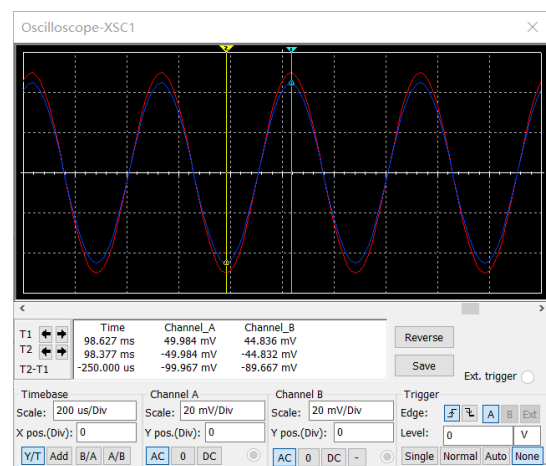 Oscilloscope-XSC1
2 1
T1 Time Channel_A Channel_B
98.627 ms 49.984 mV 44.836 mV
T2 98.377 ms -49.984 mV -44.832 mV
T2-T1 -250.000 us -99.967 mV -89.667 mV
Reverse
Save
Ext. trigger
Timebase Channel A Channel B Trigger
Scale: 200 us/Div Scale: 20 mV/Div Scale: 20 mV/Div Edge: A B Ext
X pos.(Div): 0 Y pos.(Div): 0 Y pos.(Div): 0 Level: 0 V
Y/T Add B/A A/B AC 0 DC AC 0 DC - Single Normal Auto None